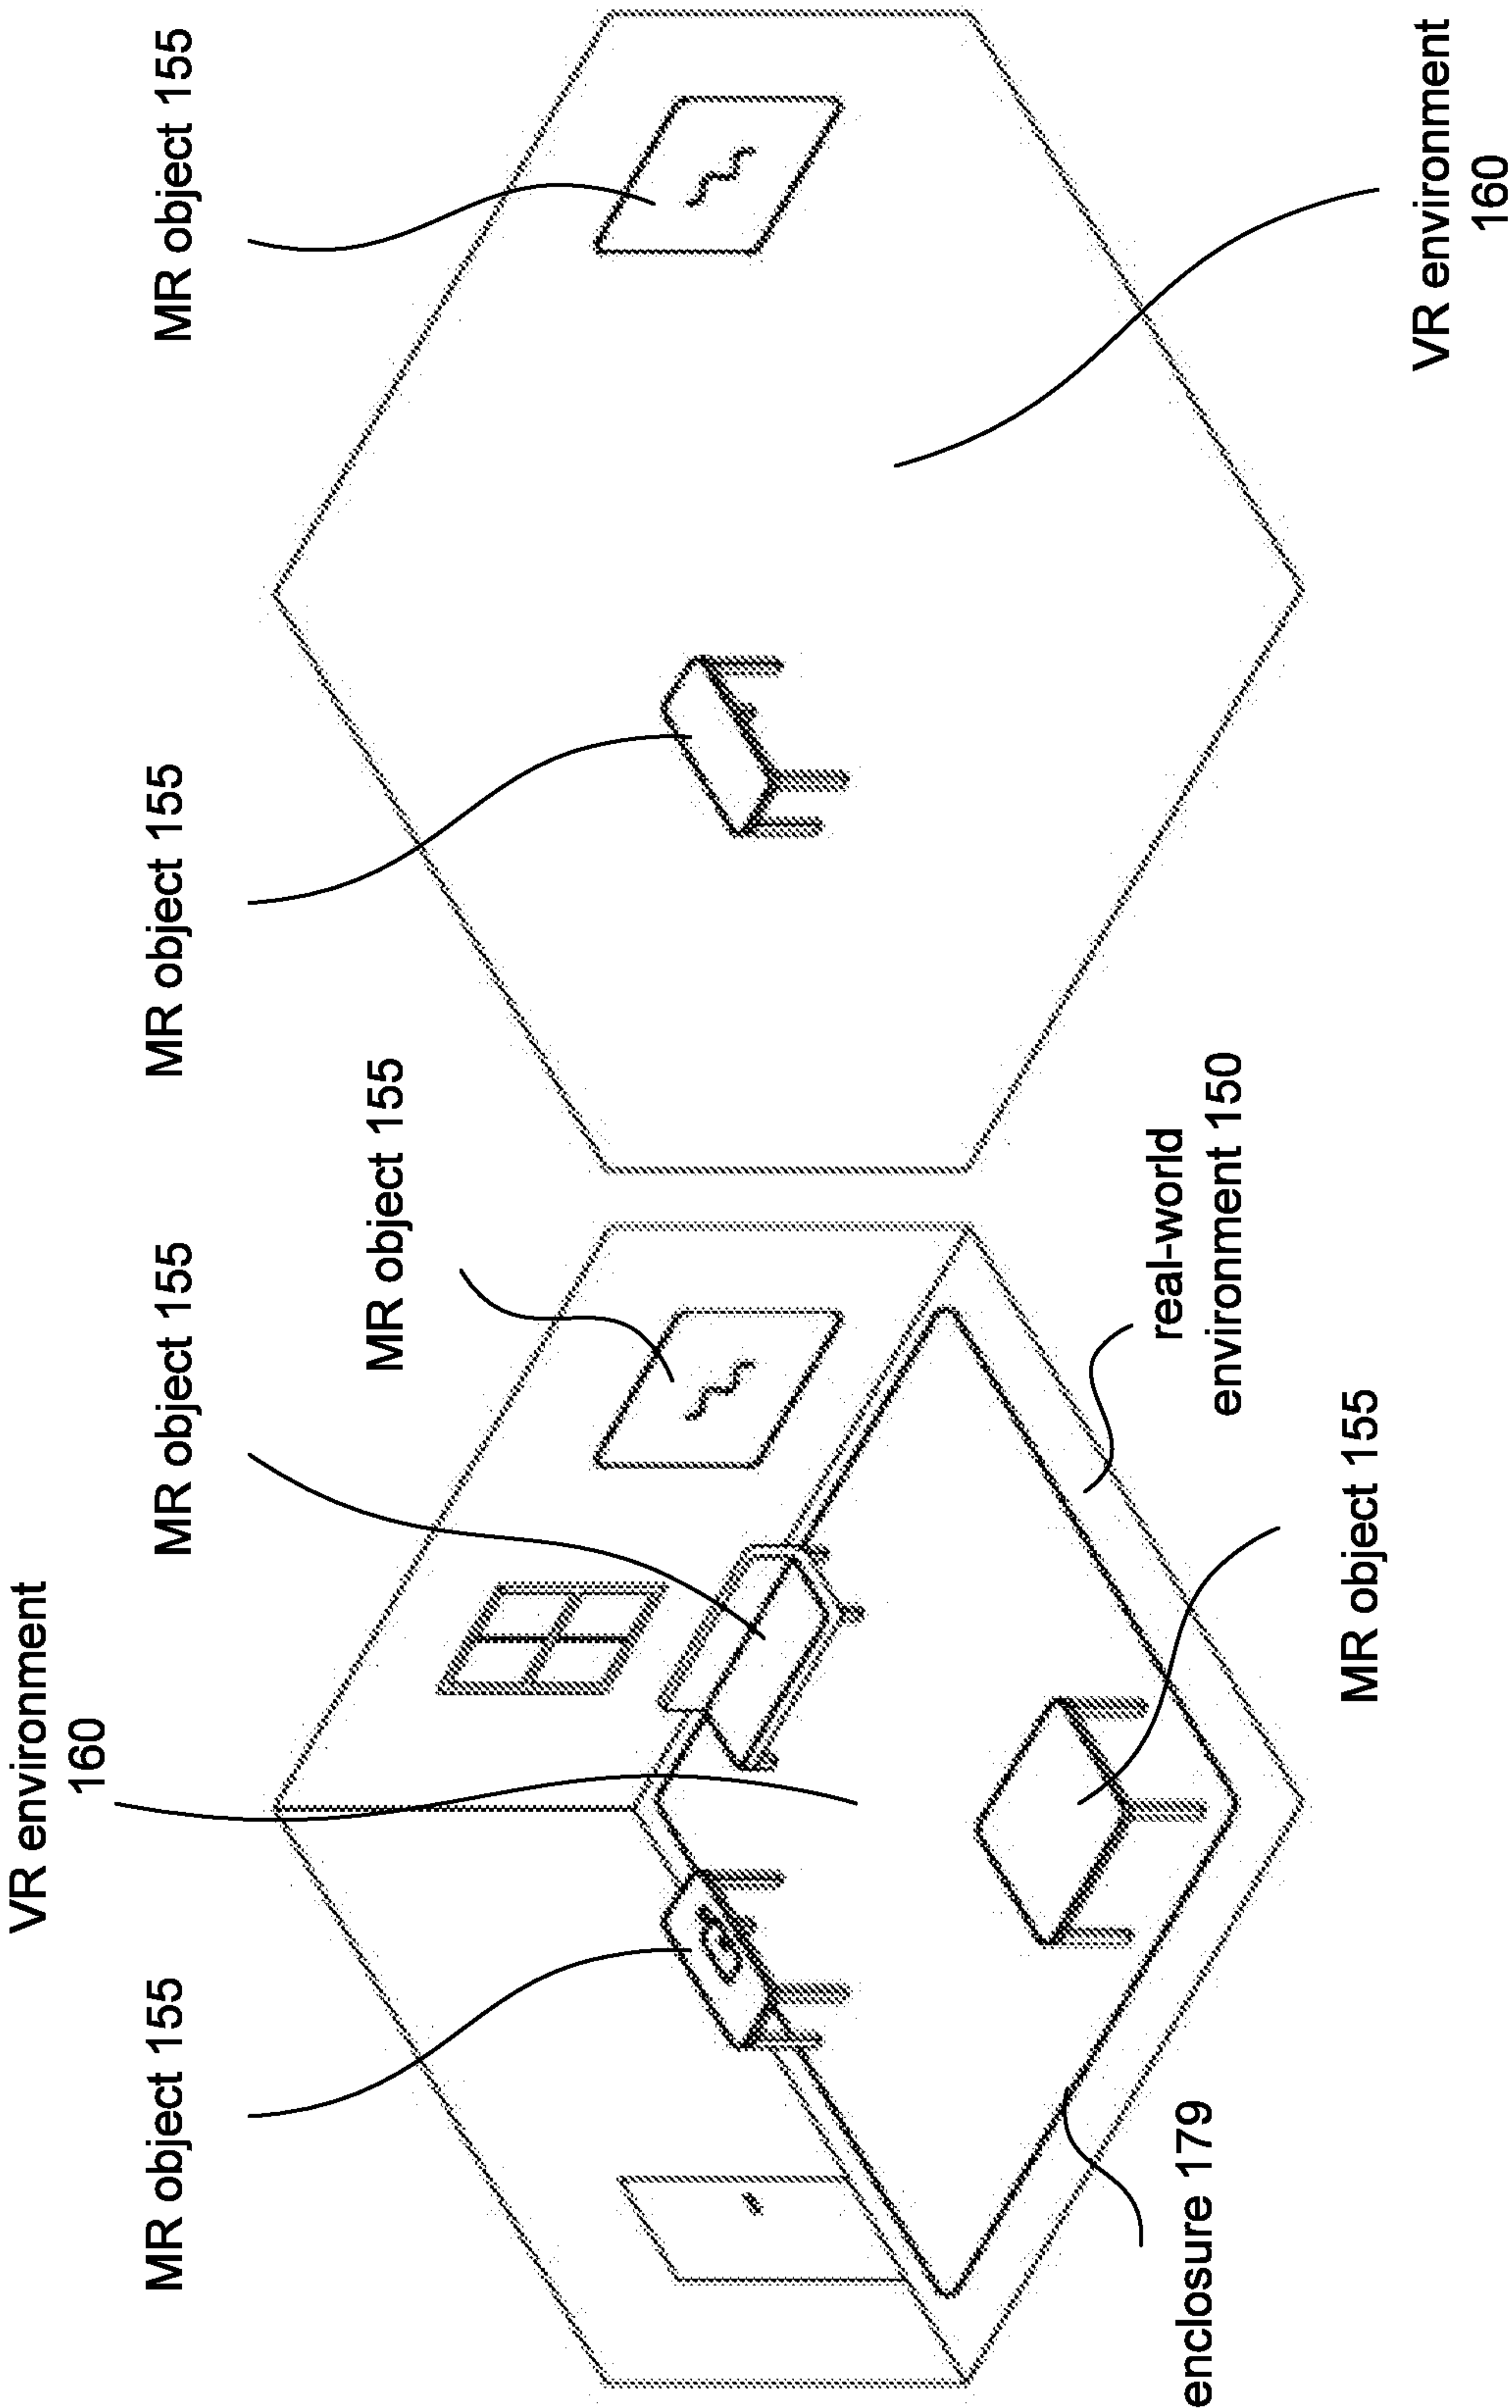 VR environment
160
MR object 155
MR object 155
MR object 155
real-world
environment 150
enclosure 179
MR object 155
MR object 155
MR object 155
VR environment
160